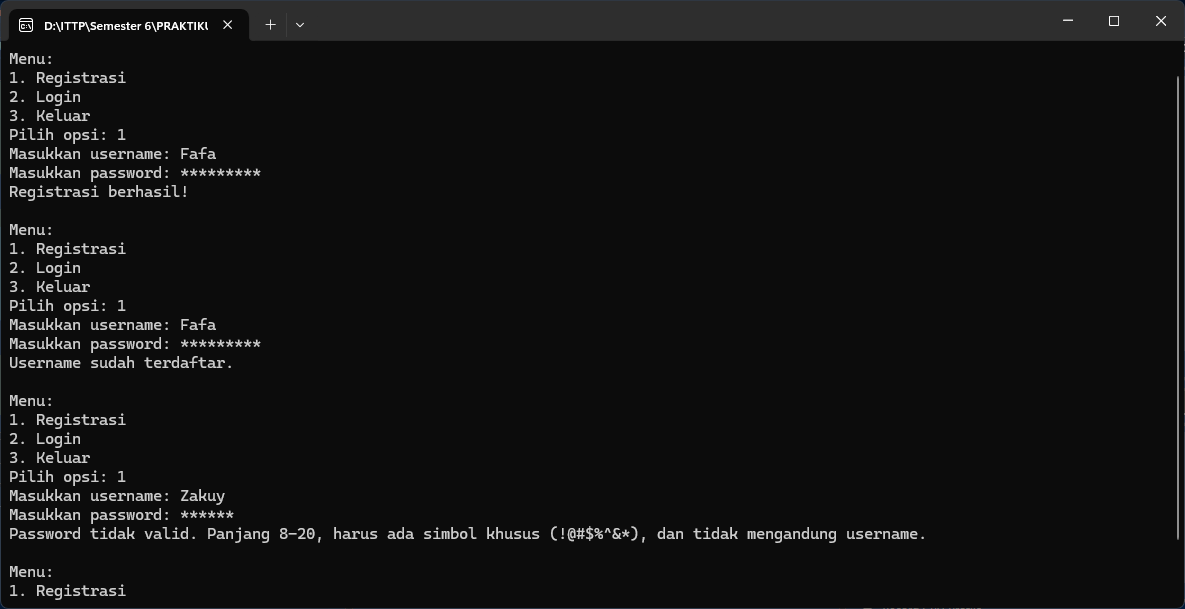 D:\ITTP\Semester 6\PRAKTIKU
Menu:
1. Registrasi
2. Login
3. Keluar
Pilih opsi: 1
Masukkan username: Fafa
Masukkan password: *********
Registrasi berhasil!
Menu:
1. Registrasi
2. Login
3. Keluar
Pilih opsi: 1
Masukkan username: Fafa
Masukkan password: *********
Username sudah terdaftar.
Menu:
1. Registrasi
2. Login
3. Keluar
Pilih opsi: 1
Masukkan username: Zakuy
Masukkan password: ******
Password tidak valid. Panjang 8-20, harus ada simbol khusus (!@#$%^&*), dan tidak mengandung username.
Menu:
1. Registrasi